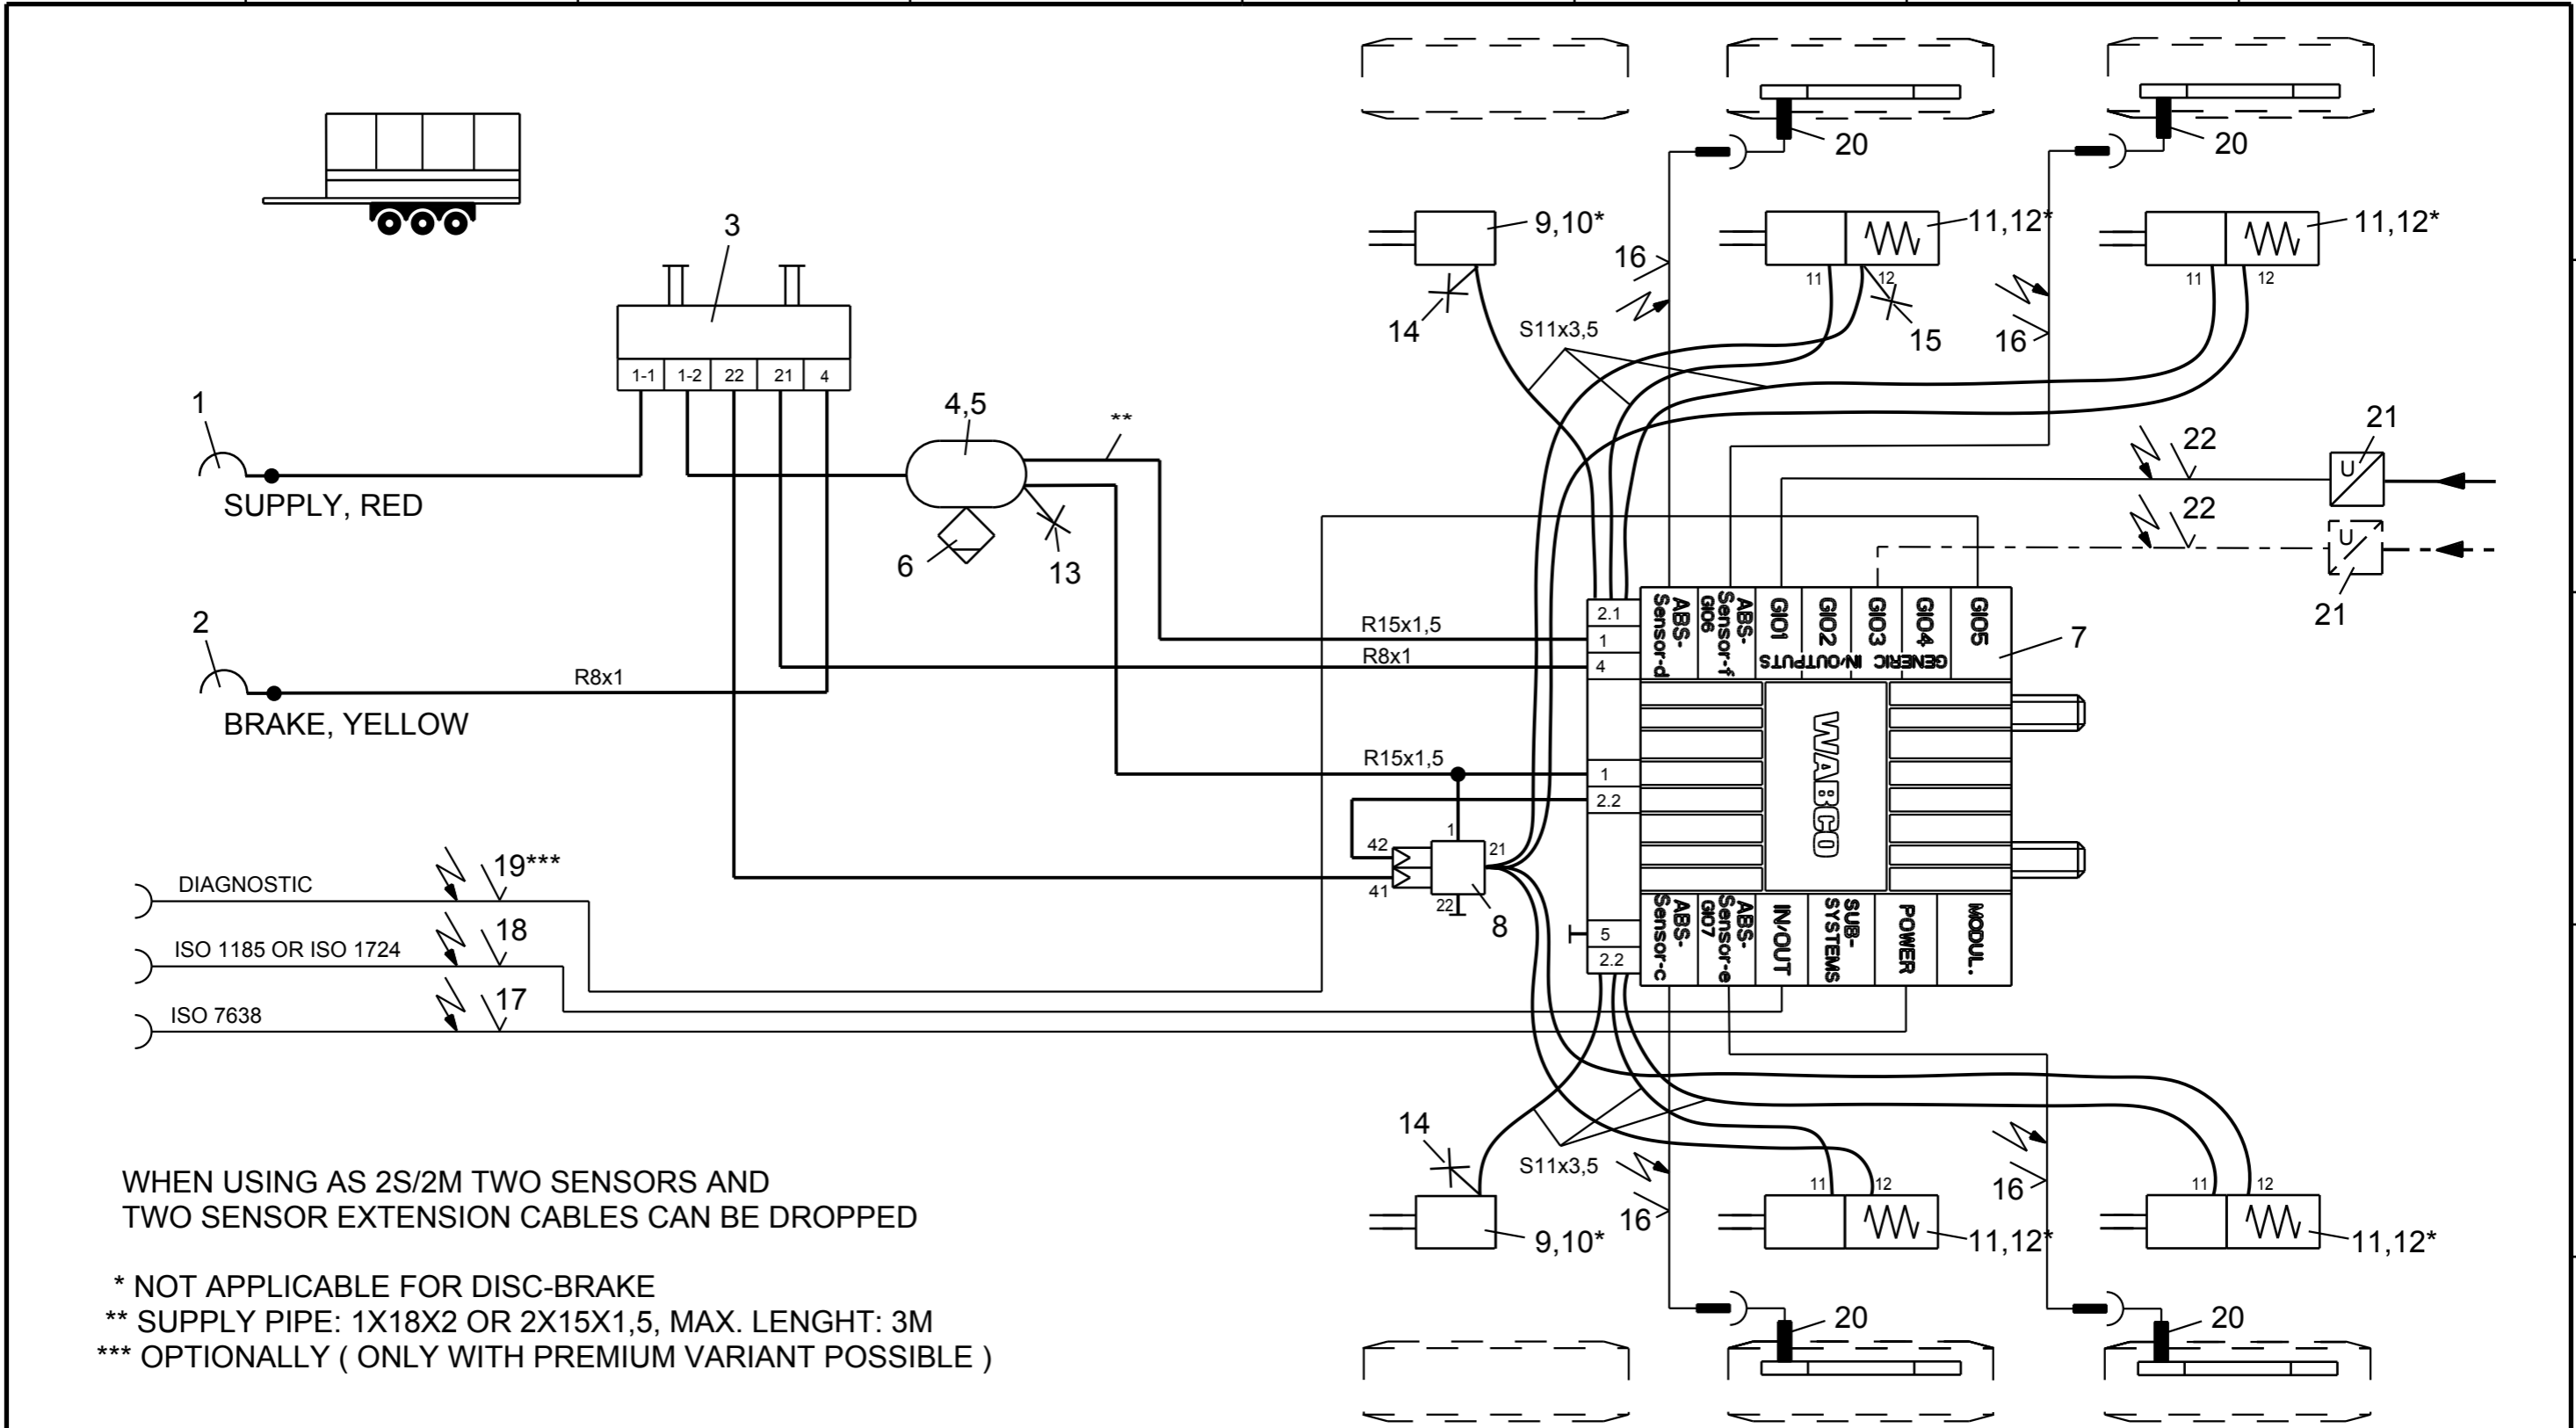 20
20
3
9,10*
11,12*
11,12*
16
11
12
11
12
14
S11x3,5
15
16
1-1
1-2
22
21
4
1
4,5
**
21
22
U
SUPPLY, RED
22
U
6
13
21
2
R15x1,5
R8x1
R8x1
BRAKE, YELLOW
2.1
1
4
ABS-
Sensor-d
ABS-
Sensor-f
GIO6
GIO1
GIO2
GIO3
GIO4
GIO5
GENERIC IN/OUTPUTS
7
WABCO
R15x1,5
1
2.2
1
42
21
41
22
8
5
2.2
ABS-
Sensor-c
ABS-
Sensor-e
GIO7
IN/OUT
SUB-
SYSTEMS
POWER
MODUL.
DIAGNOSTIC
19***
ISO 1185 OR ISO 1724
18
ISO 7638
17
14
S11x3,5
11
12
16
11
12
16
9,10*
11,12*
11,12*
20
20
WHEN USING AS 2S/2M TWO SENSORS AND
TWO SENSOR EXTENSION CABLES CAN BE DROPPED
* NOT APPLICABLE FOR DISC-BRAKE
** SUPPLY PIPE: 1X18X2 OR 2X15X1,5, MAX. LENGHT: 3M
*** OPTIONALLY ( ONLY WITH PREMIUM VARIANT POSSIBLE )